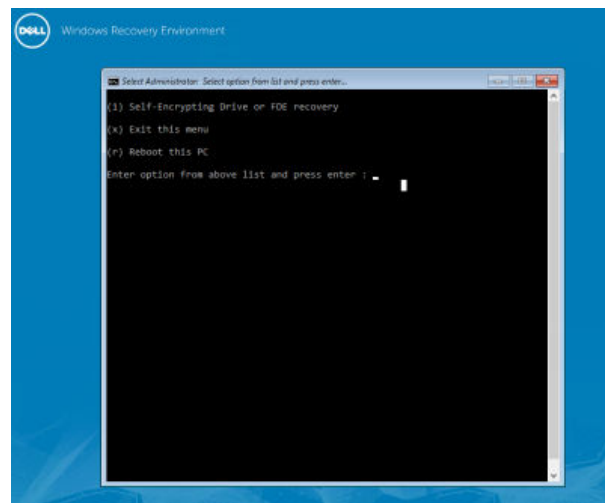 DELL
Windows Recovery Environment
Select Administrator: Select option from list and press enter...
(1) Self-Encrypting Drive or FDE recovery
(x) Exit this menu
(r) Reboot this PC
Enter option from above list and press enter :